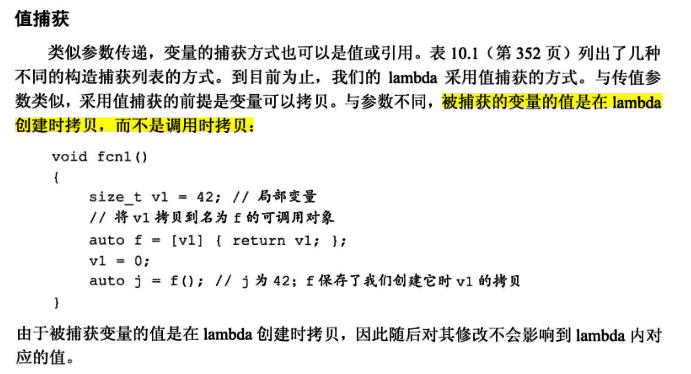 值捕获
类似参数传递，变量的捕获方式也可以是值或引用。表 10.1（第 352 页）列出了几种
不同的构造捕获列表的方式。到目前为止，我们的 lambda 采用值捕获的方式。与传值参
数类似，采用值捕获的前提是变量可以拷贝。与参数不同，被捕获的变量的值是在 lambda
创建时拷贝，而不是调用时拷贝：
void fcn1()
{
size_t v1 = 42; // 局部变量
// 将 v1 拷贝到名为 f 的可调用对象
auto f = [v1] { return v1; };
v1 = 0;
auto j = f(); // j 为 42；f 保存了我们创建它时 v1 的拷贝
}
由于被捕获变量的值是在 lambda 创建时拷贝，因此随后对其修改不会影响到 lambda 内对
应的值。